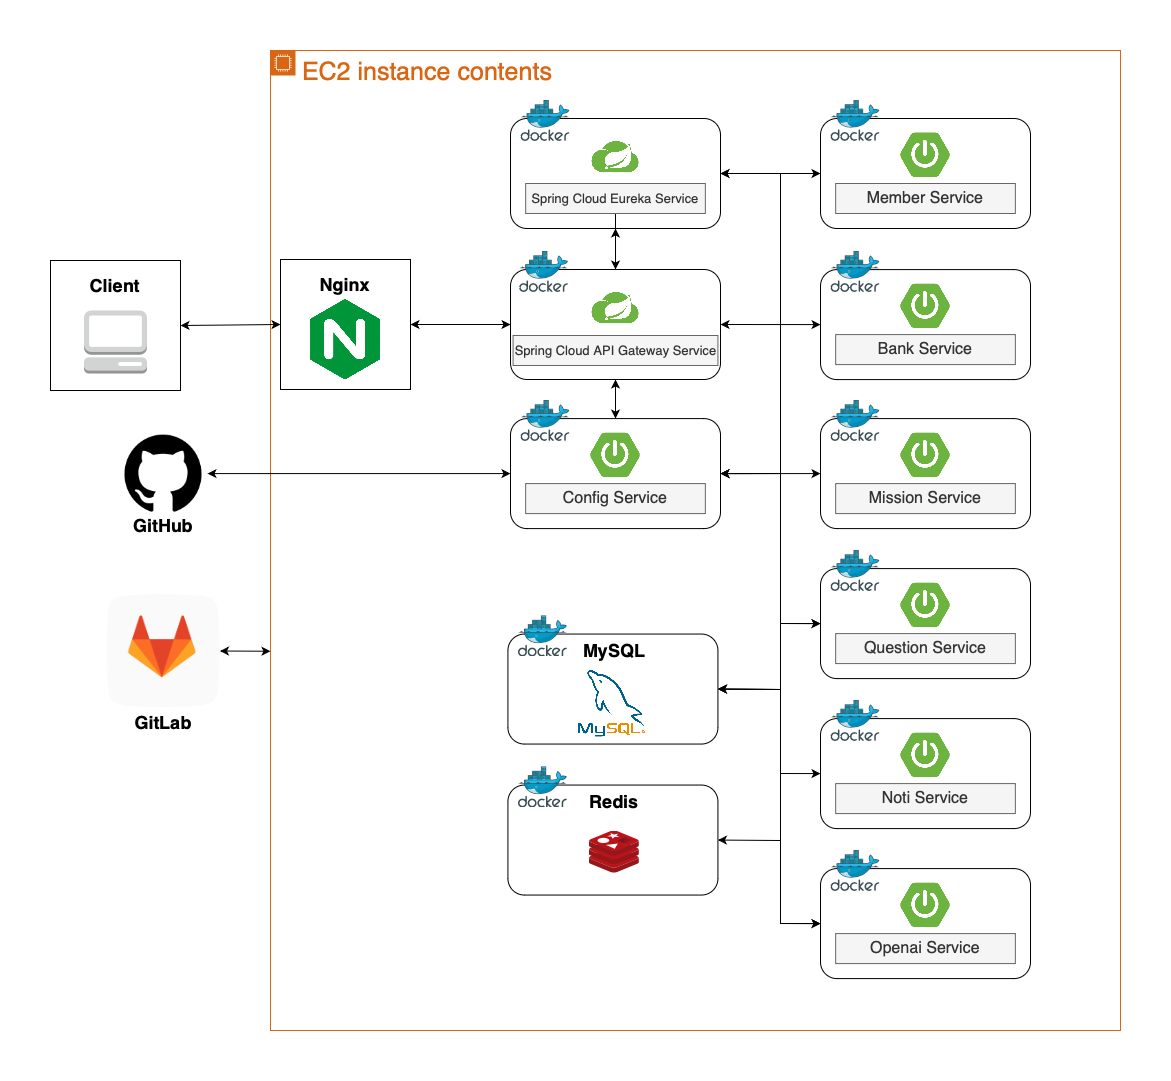 EC2 instance contents
docker
Spring Cloud Eureka Service
docker
Member Service
Client
Nginx
docker
Spring Cloud API Gateway Service
docker
Bank Service
GitHub
docker
Config Service
docker
Mission Service
GitLab
docker
MySQL
MySQL.
docker
Question Service
docker
Redis
docker
Noti Service
docker
Openai Service